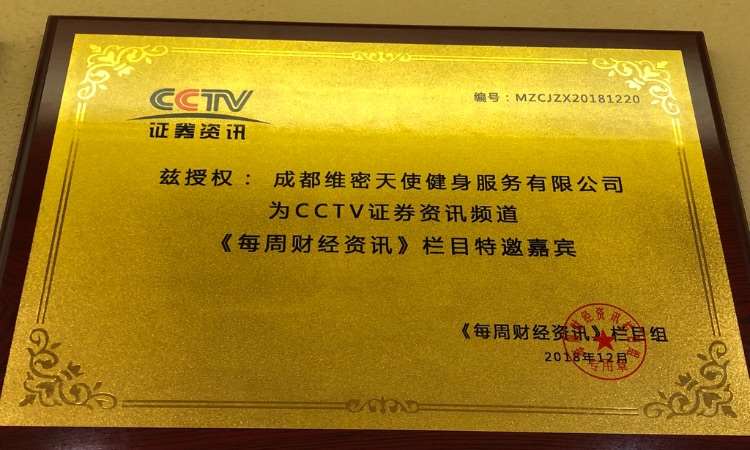 CCTV
证券资讯
编号：MZCJZX20181220
兹授权： 成都维密天使健身服务有限公司
为CCTV证券资讯频道
《每周财经资讯》栏目特邀嘉宾
《每周财经资讯》栏目组
2018年12月
专用章